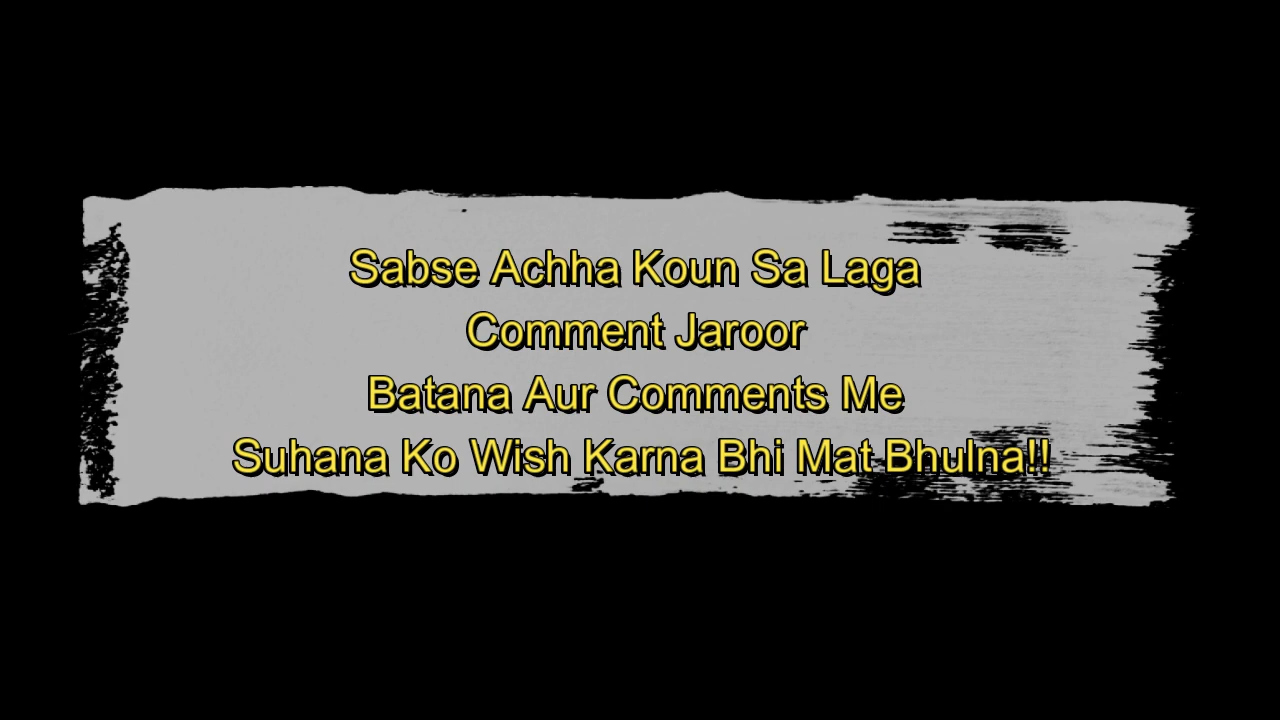 Sabse Achha Koun Sa Laga
Comment Jaroor
Batana Aur Comments Me
Suhana Ko Wish Karna Bhi Mat Bhulna!!